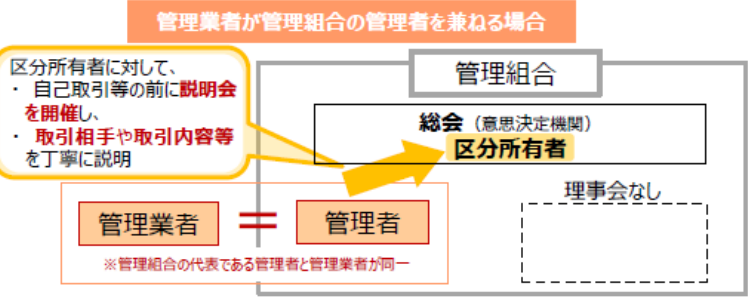 管理業者が管理組合の管理者を兼ねる場合
区分所有者に対して、
・ 自己取引等の前に説明会
を開催し、
・ 取引相手や取引内容等
を丁寧に説明
管理組合
総会（意思決定機関）
区分所有者
理事会なし
管理業者 = 管理者
※管理組合の代表である管理者と管理業者が同一